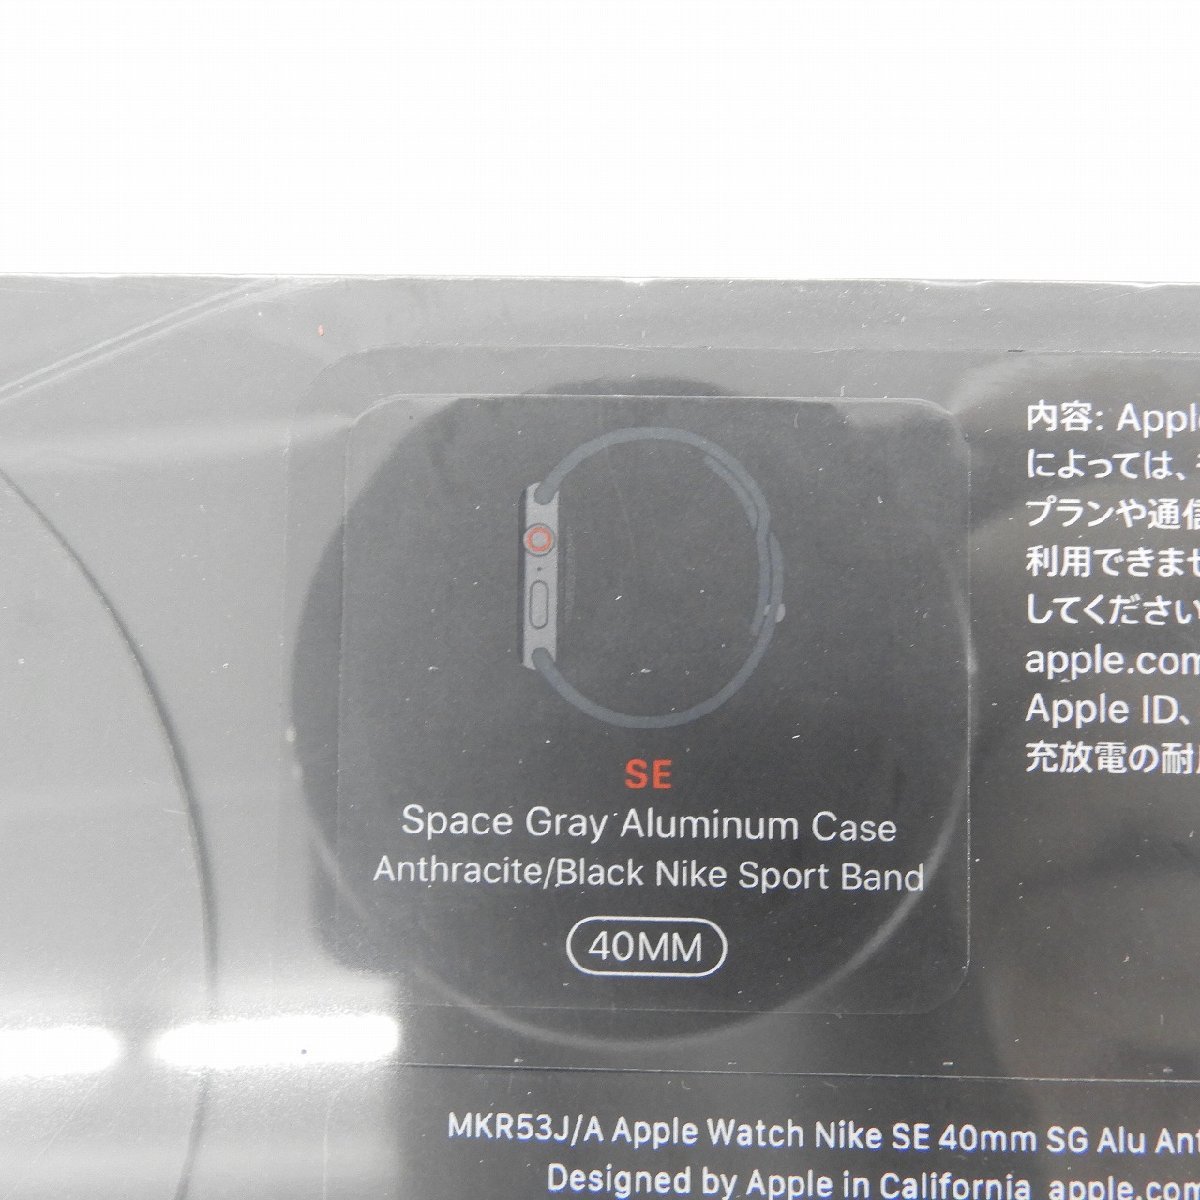 SE
Space Gray Aluminum Case
Anthracite/Black Nike Sport Band
40MM
内容: Apple
によっては、
プランや通信
利用できませ
してください
apple.com
Apple ID、
充放電の耐
MKR53J/A Apple Watch Nike SE 40mm SG Alu Ant
Designed by Apple in California apple.com